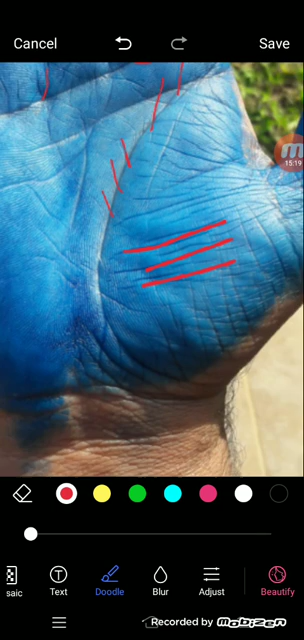 Cancel Save
M
15:19
saic Text Doodle Blur Adjust Beautify
Recorded by MOBIZEN